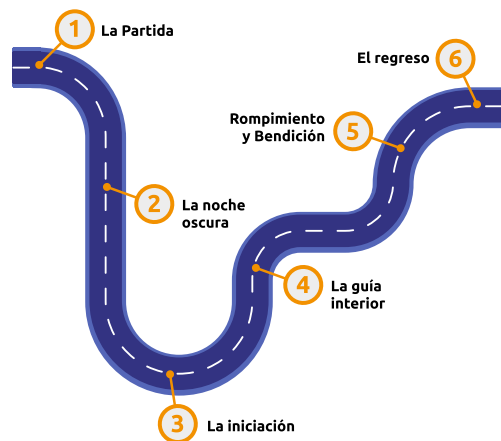 1 La Partida
2 La noche
oscura
3 La iniciación
4 La guía
interior
Rompimiento 5
y Bendición
El regreso 6